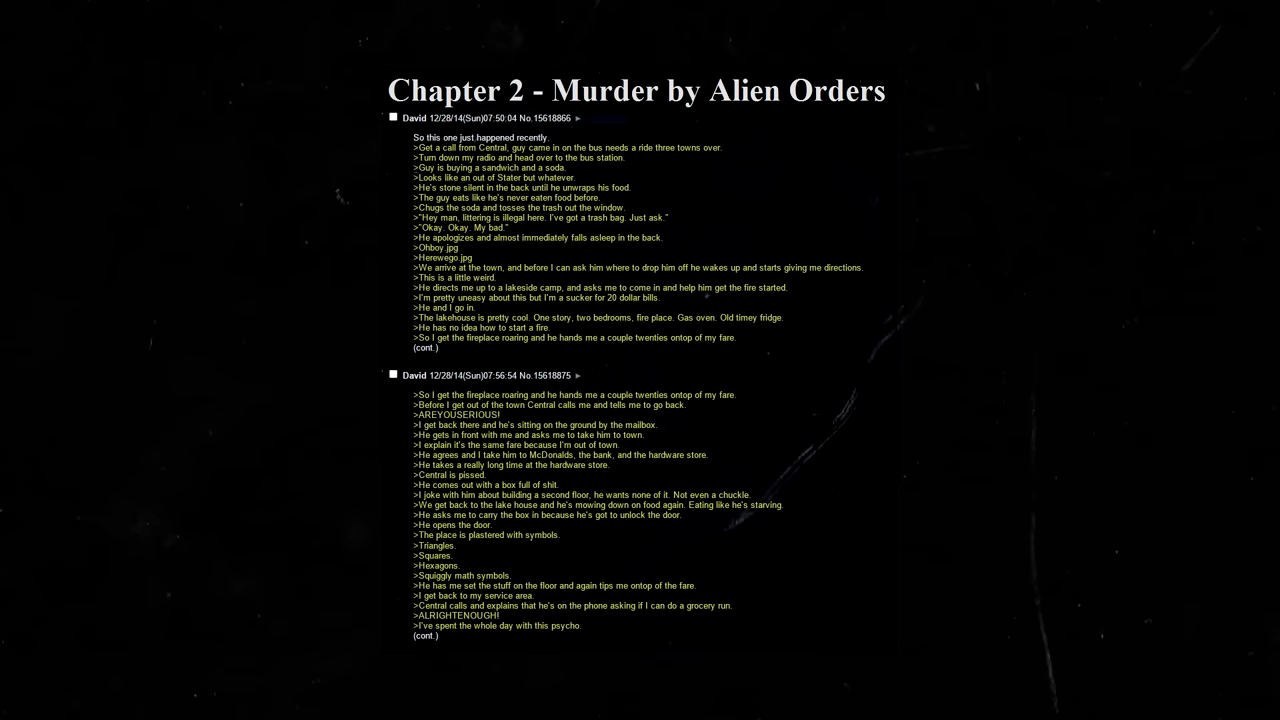 Chapter 2 - Murder by Alien Orders
David 12/28/14(Sun)07:50:04 No.15618866 ►
So this one just happened recently.
>Get a call from Central, guy came in on the bus needs a ride three towns over.
>Turn down my radio and head over to the bus station.
>Guy is buying a sandwich and a soda.
>Looks like an out of Stater but whatever.
>He's stone silent in the back until he unwraps his food.
>The guy eats like he's never eaten food before.
>Chugs the soda and tosses the trash out the window.
>"Hey man, littering is illegal here. I've got a trash bag. Just ask."
>"Okay. Okay. My bad."
>He apologizes and almost immediately falls asleep in the back.
>Ohboy.jpg
>Herewego.jpg
>We arrive at the town, and before I can ask him where to drop him off he wakes up and starts giving me directions.
>This is a little weird.
>He directs me up to a lakeside camp, and asks me to come in and help him get the fire started.
>I'm pretty uneasy about this but I'm a sucker for 20 dollar bills.
>He and I go in.
>The lakehouse is pretty cool. One story, two bedrooms, fire place. Gas oven. Old timey fridge.
>He has no idea how to start a fire.
>So I get the fireplace roaring and he hands me a couple twenties ontop of my fare.
(cont.)
David 12/28/14(Sun)07:56:54 No.15618875 ►
>So I get the fireplace roaring and he hands me a couple twenties ontop of my fare.
>Before I get out of the town Central calls me and tells me to go back.
>AREYOUSERIOUS!
>I get back there and he's sitting on the ground by the mailbox.
>He gets in front with me and asks me to take him to town.
>I explain it's the same fare because I'm out of town.
>He agrees and I take him to McDonalds, the bank, and the hardware store.
>He takes a really long time at the hardware store.
>Central is pissed.
>He comes out with a box full of shit.
>I joke with him about building a second floor, he wants none of it. Not even a chuckle.
>We get back to the lake house and he's mowing down on food again. Eating like he's starving.
>He asks me to carry the box in because he's got to unlock the door.
>He opens the door.
>The place is plastered with symbols.
>Triangles.
>Squares.
>Hexagons.
>Squiggly math symbols.
>He has me set the stuff on the floor and again tips me ontop of the fare.
>I get back to my service area.
>Central calls and explains that he's on the phone asking if I can do a grocery run.
>ALRIGHTENOUGH!
>I've spent the whole day with this psycho.
(cont.)